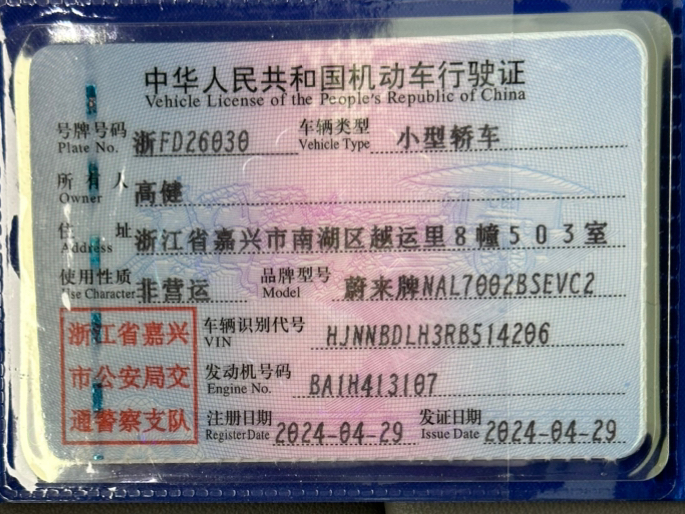 中华人民共和国机动车行驶证
Vehicle License of the People's Republic of China
号牌号码 浙FD26030 车辆类型 小型轿车
Plate No. Vehicle Type
所有人 高健
Owner
住址 浙江省嘉兴市南湖区越运里8幢503室
Address
使用性质 非营运 品牌型号 蔚来牌NAL7002BSEVC2
Use Character Model
浙江省嘉兴
市公安局交
通警察支队
车辆识别代号 HJNNBDLH3RB514206
VIN
发动机号码 BA1H413107
Engine No.
注册日期 2024-04-29 发证日期 2024-04-29
Register Date Issue Date